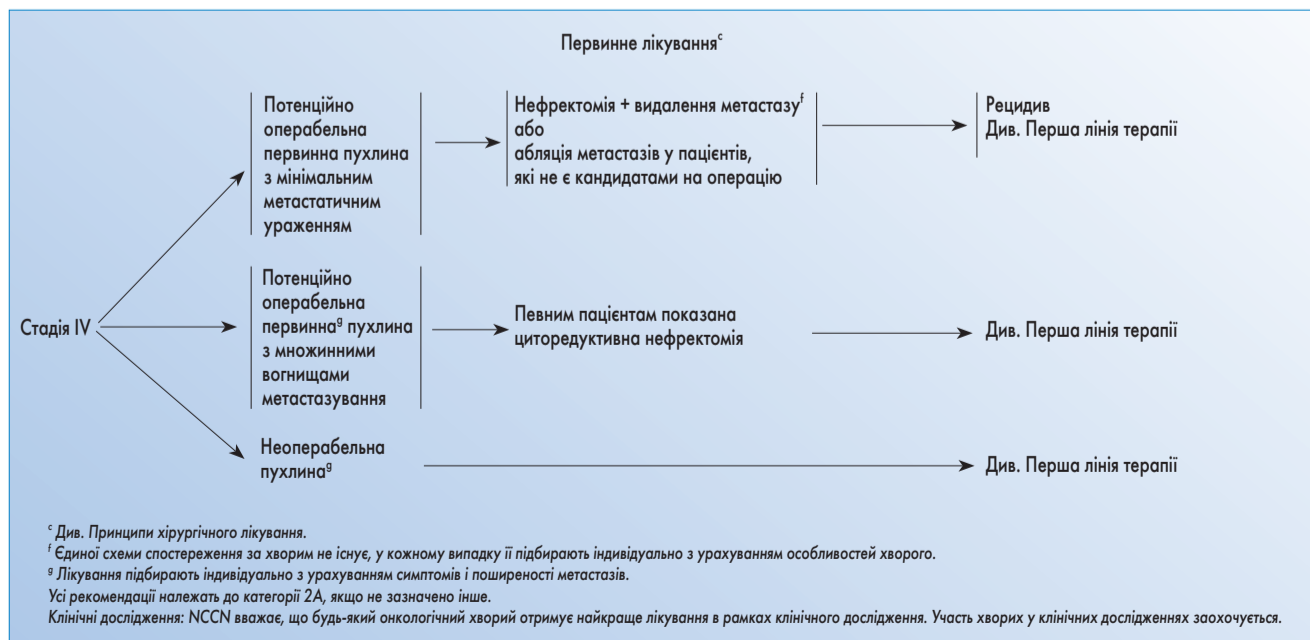 Первинне лікуванняᶜ
Стадія IV
Потенційно
операбельна
первинна пухлина
з мінімальним
метастатичним
ураженням
Нефректомія + видалення метастазуᶠ
або
абляція метастазів у пацієнтів,
які не є кандидатами на операцію
Рецидив
Див. Перша лінія терапії
Потенційно
операбельна
первиннаᵍ пухлина
з множинними
вогнищами
метастазування
Певним пацієнтам показана
циторедуктивна нефректомія
Див. Перша лінія терапії
Неоперабельна
пухлинаᵍ
Див. Перша лінія терапії
ᶜ Див. Принципи хірургічного лікування.
ᶠ Єдиної схеми спостереження за хворим не існує, у кожному випадку її підбирають індивідуально з урахуванням особливостей хворого.
ᵍ Лікування підбирають індивідуально з урахуванням симптомів і поширеності метастазів.
Усі рекомендації належать до категорії 2А, якщо не зазначено інше.
Клінічні дослідження: NCCN вважає, що будь-який онкологічний хворий отримує найкраще лікування в рамках клінічного дослідження. Участь хворих у клінічних дослідженнях заохочується.